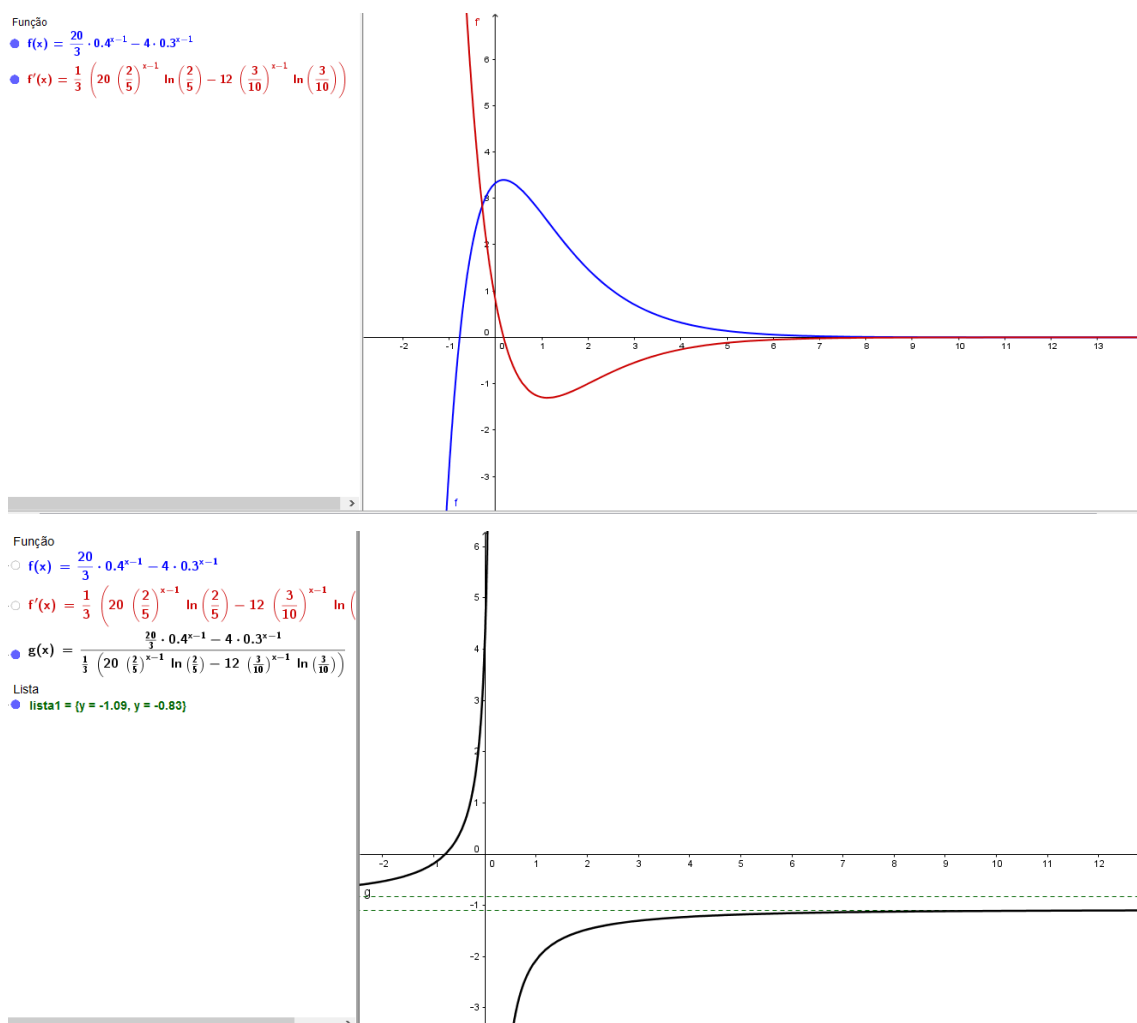 Função
f(x) = 20/3 · 0.4^(x−1) − 4 · 0.3^(x−1)
f′(x) = 1/3 (20 (2/5)^(x−1) ln(2/5) − 12 (3/10)^(x−1) ln(3/10))
f′
6
5
4
3
2
1
0
-2 -1 0 1 2 3 4 5 6 7 8 9 10 11 12 13
-1
-2
-3
f
Função
f(x) = 20/3 · 0.4^(x−1) − 4 · 0.3^(x−1)
f′(x) = 1/3 (20 (2/5)^(x−1) ln(2/5) − 12 (3/10)^(x−1) ln (
g(x) = (20/3 · 0.4^(x−1) − 4 · 0.3^(x−1)) / (1/3 (20 (2/5)^(x−1) ln(2/5) − 12 (3/10)^(x−1) ln(3/10)))
Lista
lista1 = {y = -1.09, y = -0.83}
6
5
4
3
2
1
0
-2 -1 0 1 2 3 4 5 6 7 8 9 10 11 12
g
-1
-2
-3